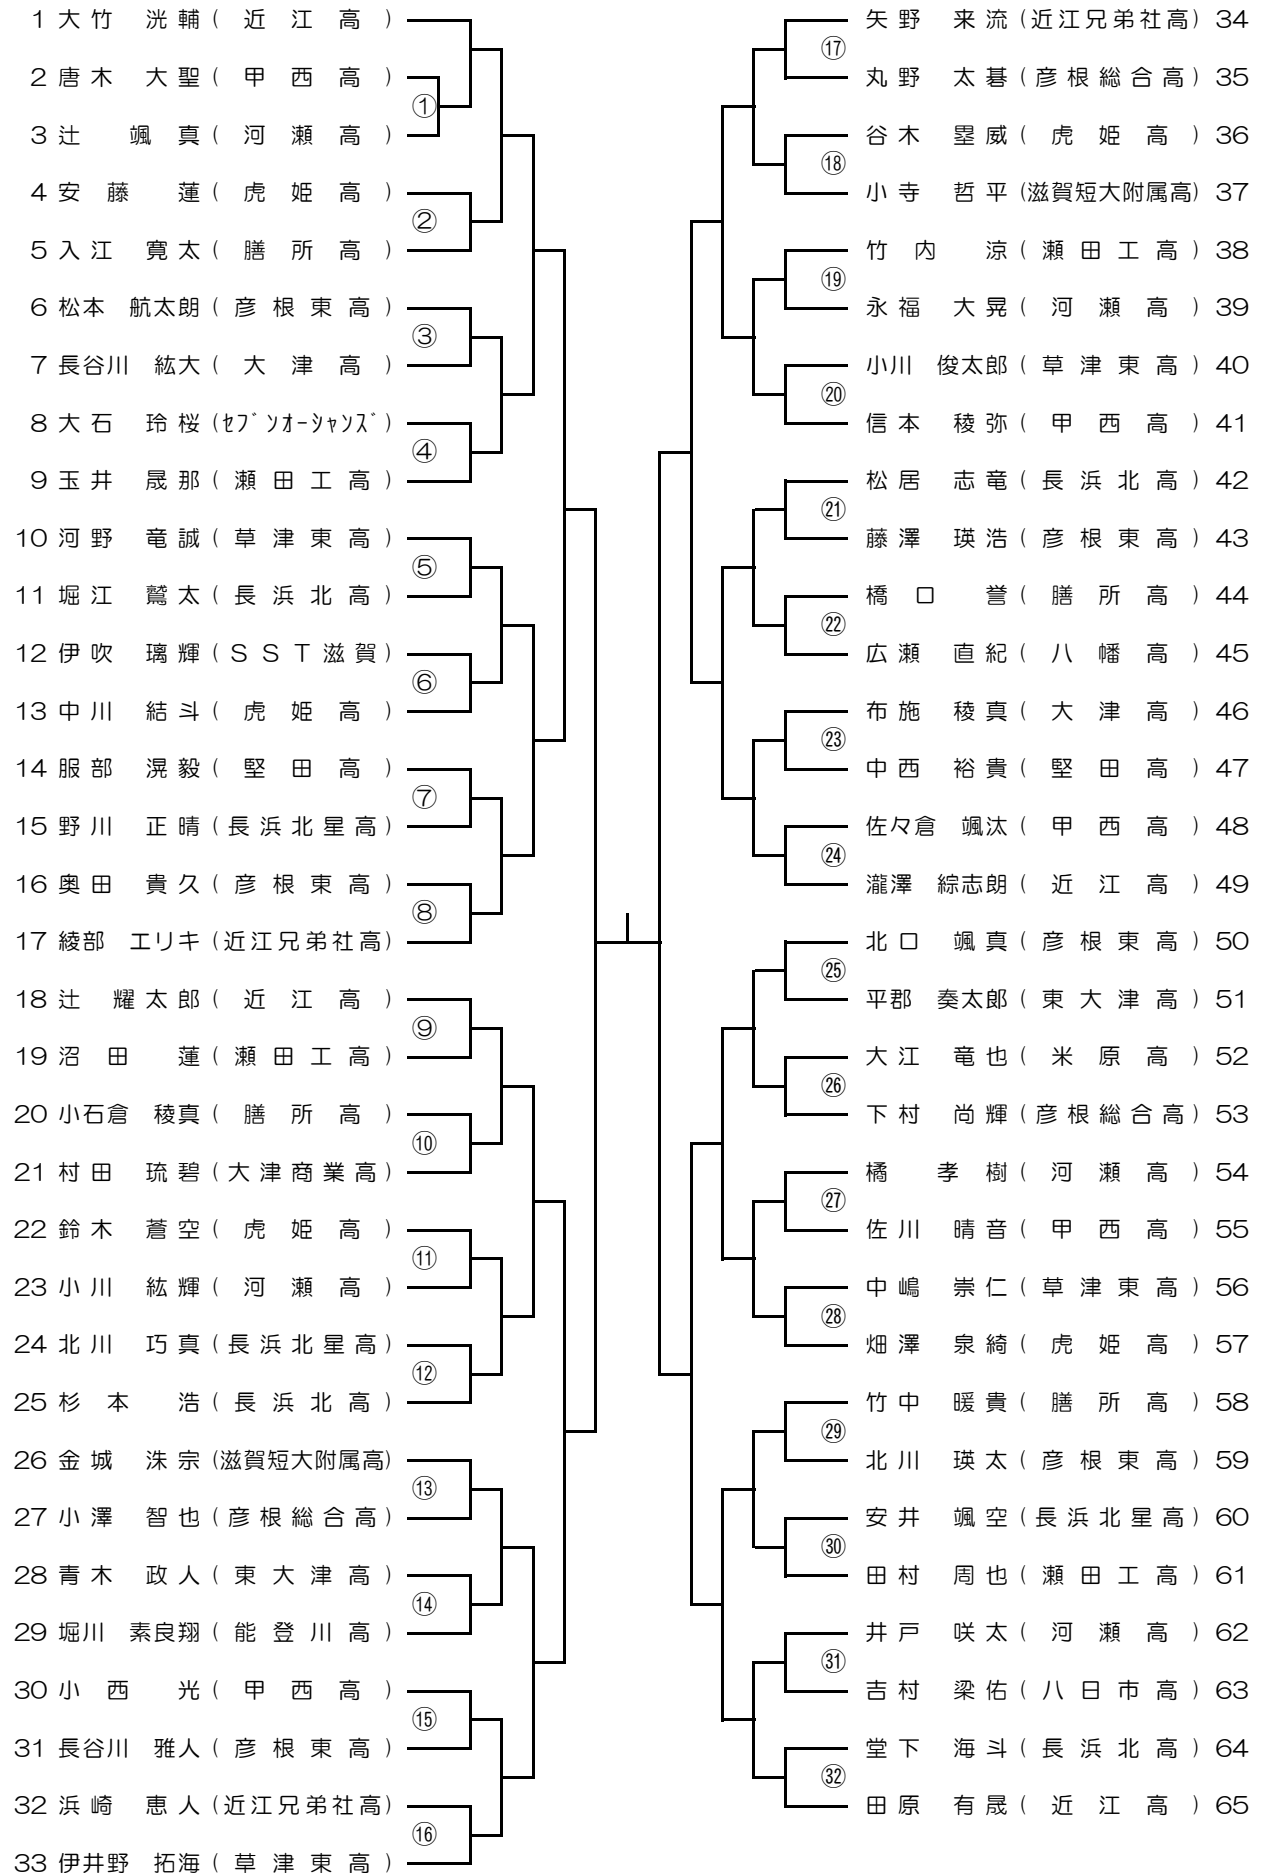 1 大竹 洸輔 (近江高)
2 唐木 大聖 (甲西高)
①
3 辻 颯真 (河瀬高)
4 安藤 蓮 (虎姫高)
②
5 入江 寛太 (膳所高)
6 松本 航太朗 (彦根東高)
③
7 長谷川 紘大 (大津高)
8 大石 玲桜 (ｾﾌﾞﾝｵｰｼｬﾝｽﾞ)
④
9 玉井 晟那 (瀬田工高)
10 河野 竜誠 (草津東高)
⑤
11 堀江 鷲太 (長浜北高)
12 伊吹 璃輝 (ＳＳＴ滋賀)
⑥
13 中川 結斗 (虎姫高)
14 服部 滉毅 (堅田高)
⑦
15 野川 正晴 (長浜北星高)
16 奥田 貴久 (彦根東高)
⑧
17 綾部 エリキ (近江兄弟社高)
18 辻 耀太郎 (近江高)
⑨
19 沼田 蓮 (瀬田工高)
20 小石倉 稜真 (膳所高)
⑩
21 村田 琉碧 (大津商業高)
22 鈴木 蒼空 (虎姫高)
⑪
23 小川 紘輝 (河瀬高)
24 北川 巧真 (長浜北星高)
⑫
25 杉本 浩 (長浜北高)
26 金城 洙宗 (滋賀短大附属高)
⑬
27 小澤 智也 (彦根総合高)
28 青木 政人 (東大津高)
⑭
29 堀川 素良翔 (能登川高)
30 小西 光 (甲西高)
⑮
31 長谷川 雅人 (彦根東高)
32 浜崎 恵人 (近江兄弟社高)
⑯
33 伊井野 拓海 (草津東高)
矢野 来流 (近江兄弟社高) 34
⑰
丸野 太基 (彦根総合高) 35
谷木 塁威 (虎姫高) 36
⑱
小寺 哲平 (滋賀短大附属高) 37
竹内 涼 (瀬田工高) 38
⑲
永福 大晃 (河瀬高) 39
小川 俊太郎 (草津東高) 40
⑳
信本 稜弥 (甲西高) 41
松居 志竜 (長浜北高) 42
㉑
藤澤 瑛浩 (彦根東高) 43
橋口 誉 (膳所高) 44
㉒
広瀬 直紀 (八幡高) 45
布施 稜真 (大津高) 46
㉓
中西 裕貴 (堅田高) 47
佐々倉 颯汰 (甲西高) 48
㉔
瀧澤 綜志朗 (近江高) 49
北口 颯真 (彦根東高) 50
㉕
平郡 奏太郎 (東大津高) 51
大江 竜也 (米原高) 52
㉖
下村 尚輝 (彦根総合高) 53
橘 孝樹 (河瀬高) 54
㉗
佐川 晴音 (甲西高) 55
中嶋 崇仁 (草津東高) 56
㉘
畑澤 泉綺 (虎姫高) 57
竹中 暖貴 (膳所高) 58
㉙
北川 瑛太 (彦根東高) 59
安井 颯空 (長浜北星高) 60
㉚
田村 周也 (瀬田工高) 61
井戸 咲太 (河瀬高) 62
㉛
吉村 梁佑 (八日市高) 63
堂下 海斗 (長浜北高) 64
㉜
田原 有晟 (近江高) 65